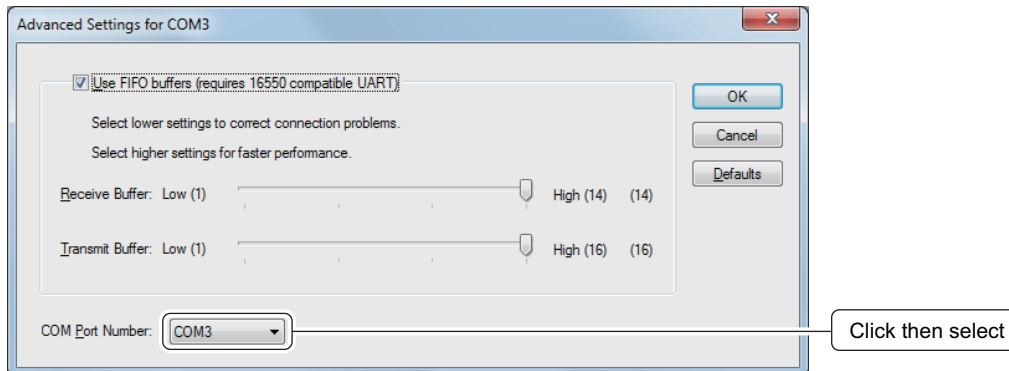 Advanced Settings for COM3
Use FIFO buffers (requires 16550 compatible UART)
Select lower settings to correct connection problems.
Select higher settings for faster performance.
Receive Buffer: Low (1) High (14) (14)
Transmit Buffer: Low (1) High (16) (16)
OK
Cancel
Defaults
COM Port Number: COM3
Click then select